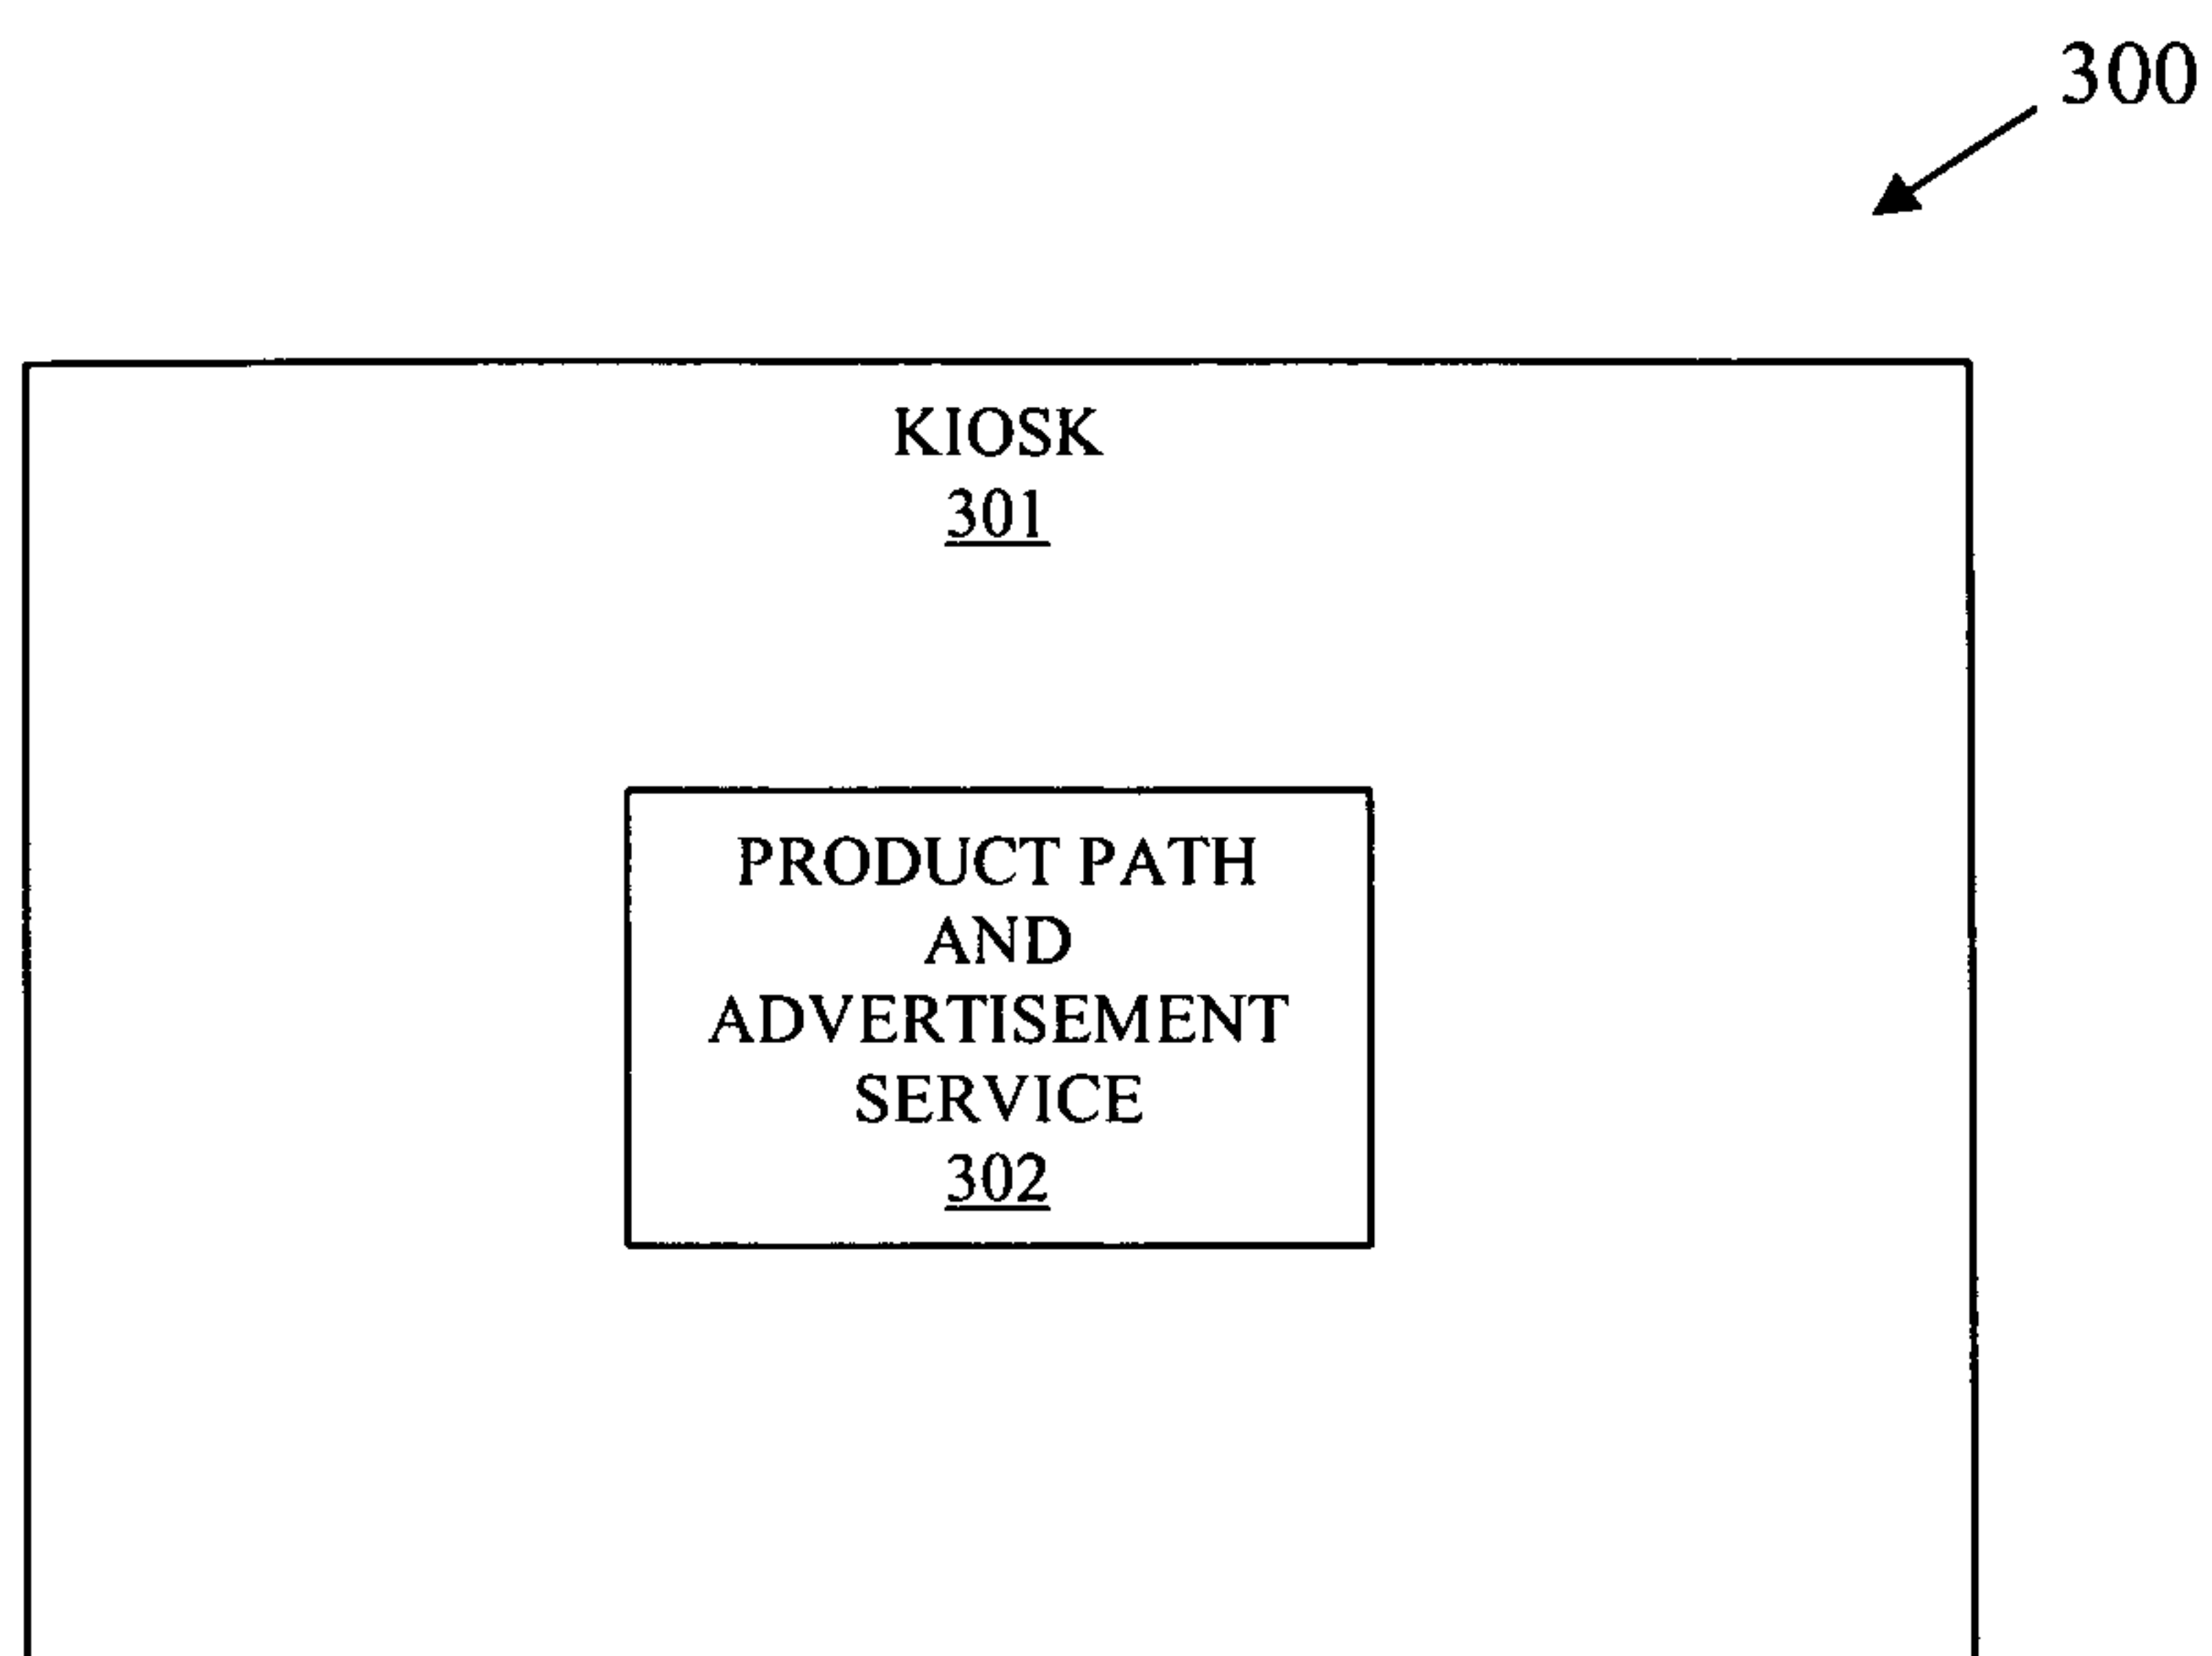 300
KIOSK
301
PRODUCT PATH
AND
ADVERTISEMENT
SERVICE
302